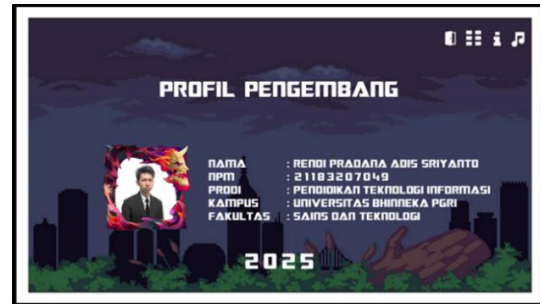 PROFIL PENGEMBANG
NAMA : RENDI PRADANA ADIS SRIYANTO
NPM : 21183207049
PRODI : PENDIDIKAN TEKNOLOGI INFORMASI
KAMPUS : UNIVERSITAS BHINNEKA PGRI
FAKULTAS : SAINS DAN TEKNOLOGI
2025